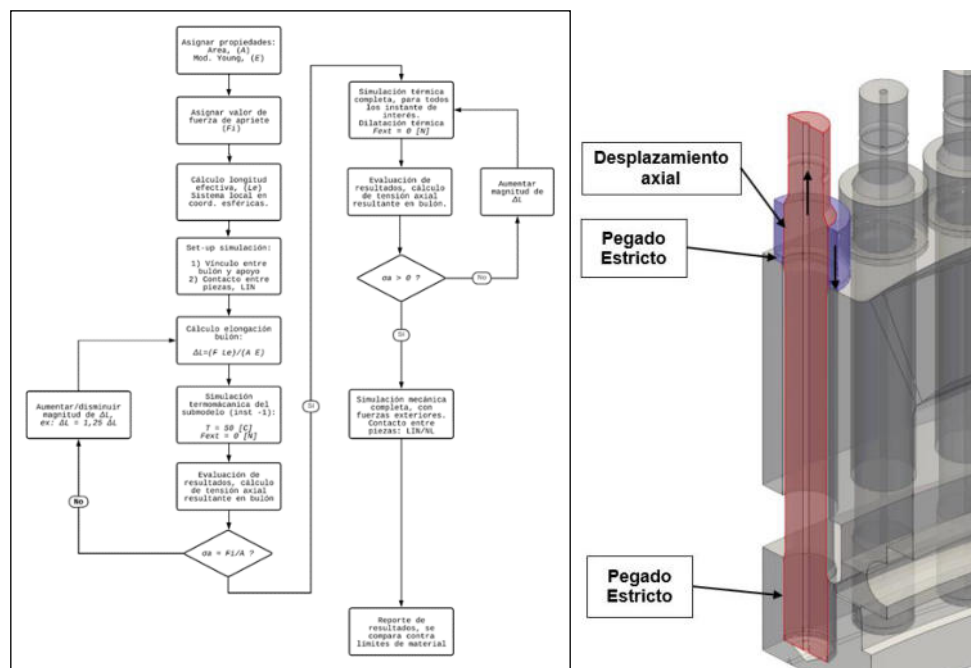 Asignar propiedades:
Area, (A)
Mod. Young, (E)
Asignar valor de
fuerza de apriete
(Fi)
Cálculo longitud
efectiva, (Le)
Sistema local en
coord. esféricas.
Set-up simulación:
1) Vínculo entre
bulón y apoyo
2) Contacto entre
piezas, LIN
Cálculo elongación
bulón:
ΔL=(F Le)/(A E)
Aumentar/disminuir
magnitud de ΔL,
ex: ΔL = 1,25 ΔL
Simulación
termomácanica del
submodelo (inst -1):
T = 50 [C]
Fext = 0 [N]
Evaluación de
resultados, cálculo
de tensión axial
resultante en bulón
No
σa = Fi/A ?
Sí
Simulación térmica
completa, para todos
los instante de
interés.
Dilatación térmica
Fext = 0 [N]
Evaluación de
resultados, cálculo de
tensión axial
resultante en bulón.
Aumentar
magnitud de
ΔL
σa > 0 ?
No
Sí
Simulación mecánica
completa, con
fuerzas exteriores.
Contacto entre
piezas: LIN/NL
Reporte de
resultados, se
compara contra
límites de material
Desplazamiento
axial
Pegado
Estricto
Pegado
Estricto